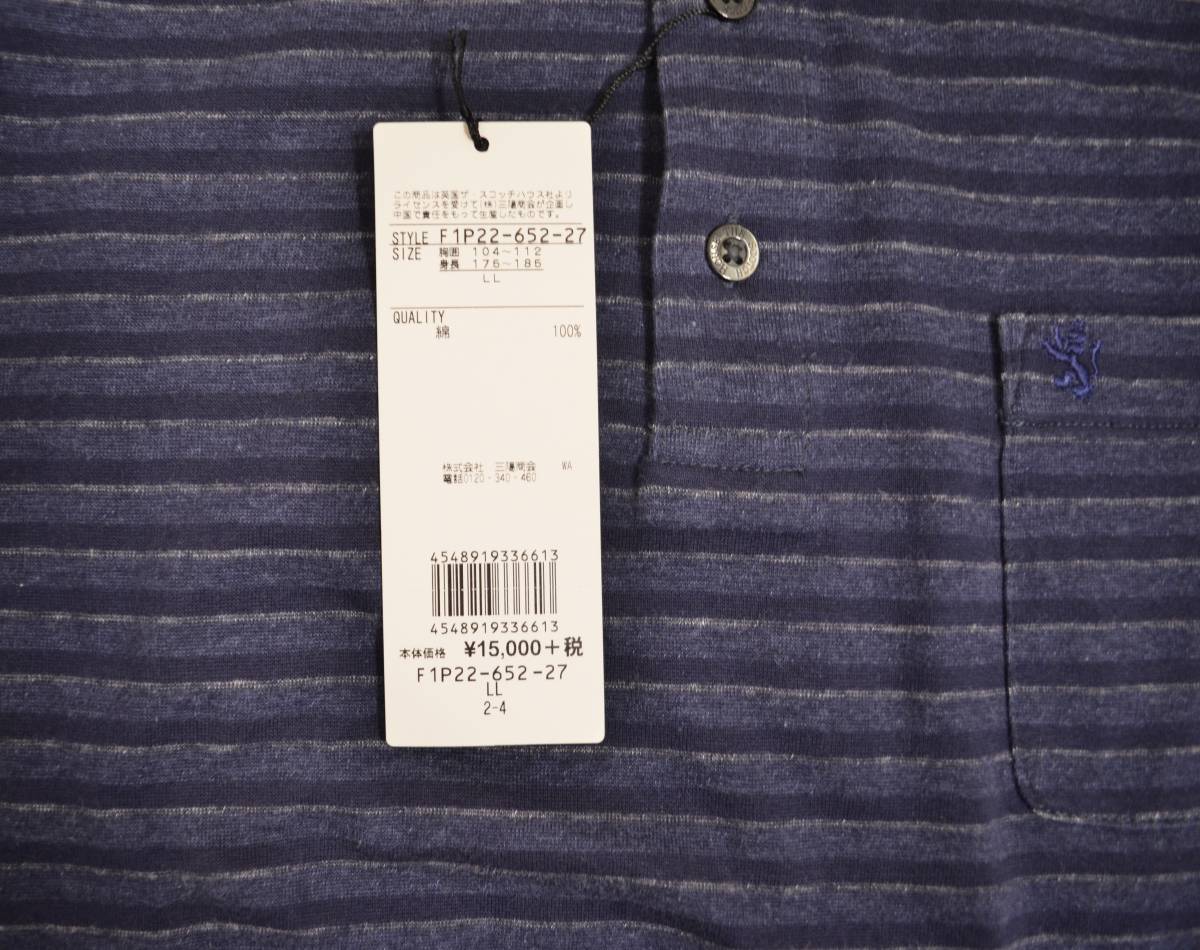 この商品は英国ザ・スコッチハウス社より
ライセンスを受けて(株)三陽商会が企画し
中国で責任をもって生産したものです。
STYLE F1P22-652-27
SIZE 胸囲 104~112
身長 175~185
LL
QUALITY
綿 100%
株式会社 三陽商会 WA
電話0120-340-460
4548919336613
4548919336613
本体価格 ¥15,000+税
F1P22-652-27
LL
2-4